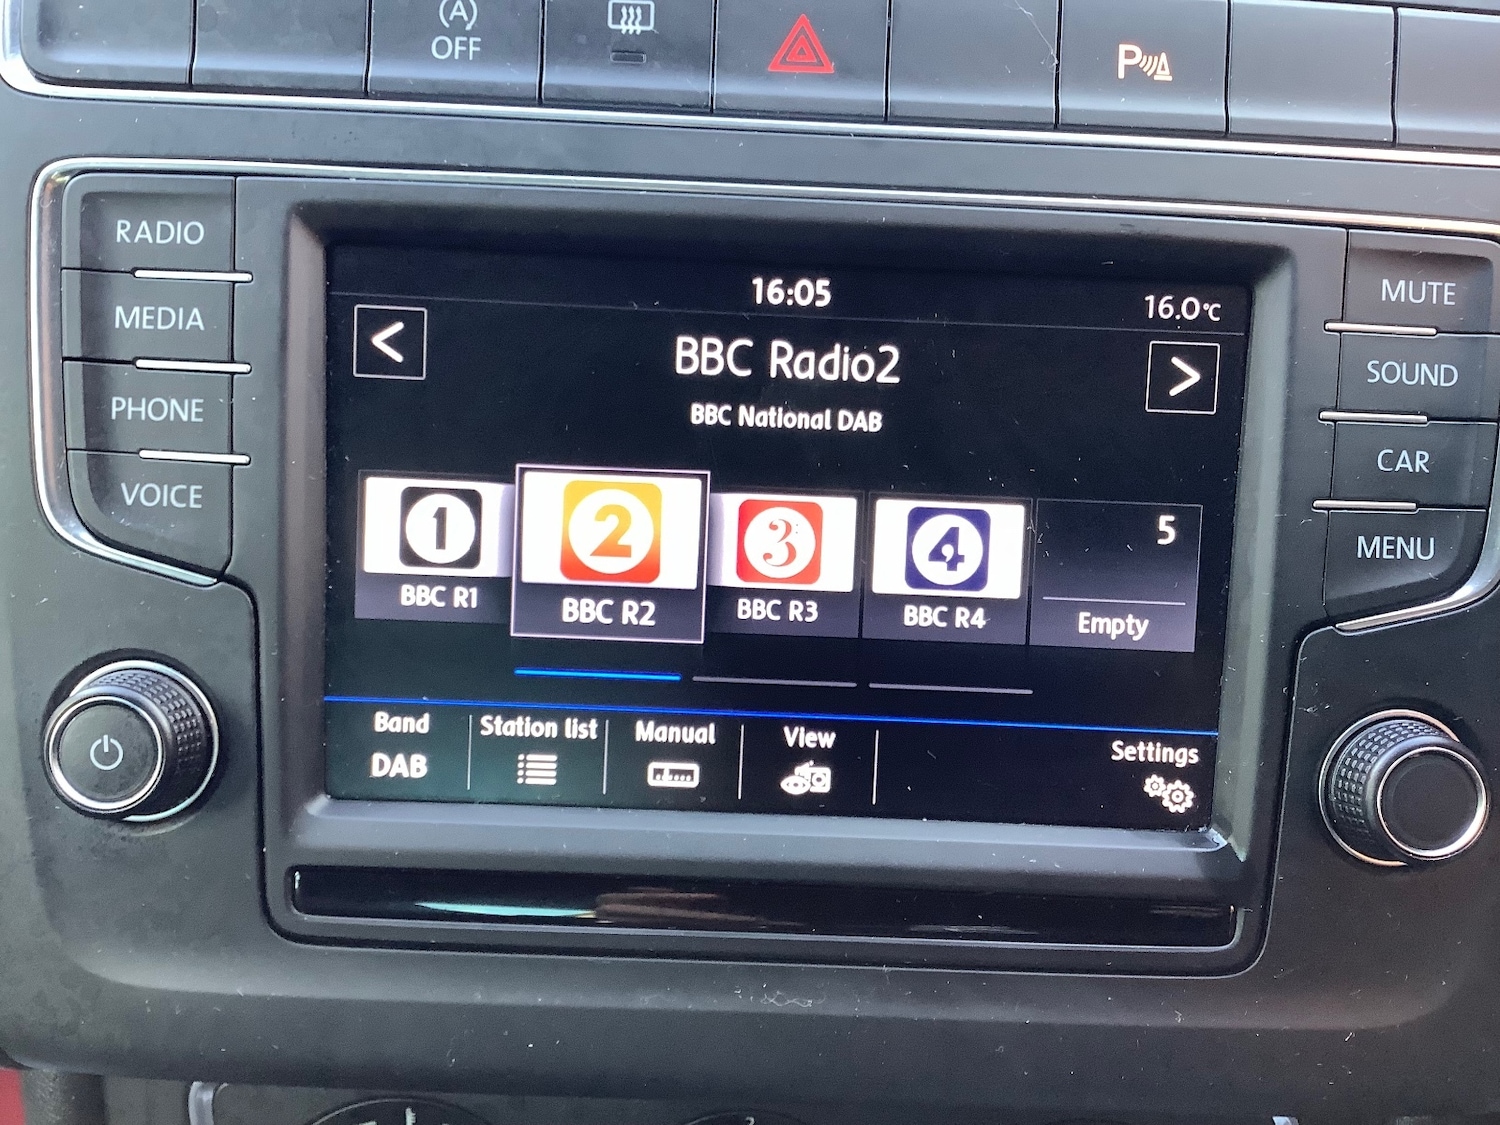 A
OFF
P
RADIO
MEDIA
PHONE
VOICE
MUTE
SOUND
CAR
MENU
16:05
16.0°C
<
BBC Radio2
>
BBC National DAB
1
2
3
4
5
BBC R1
BBC R2
BBC R3
BBC R4
Empty
Band
Station list
Manual
View
Settings
DAB